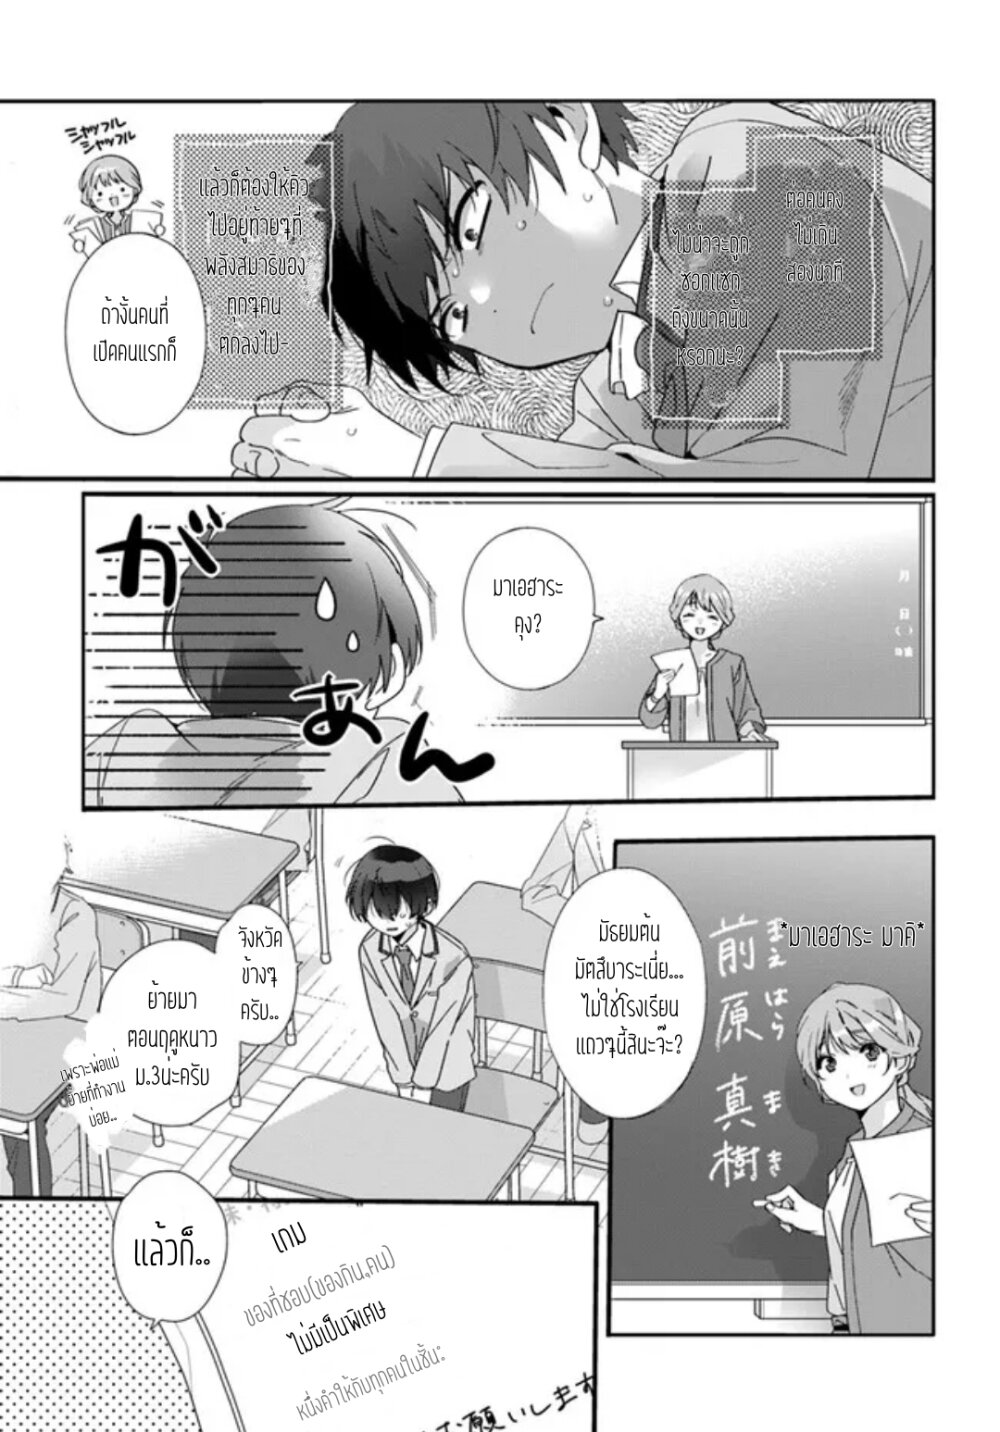 ต่อคนคง
ไม่เกิน
สองนาที
ไม่น่าจะถูก
ซอกแซก
ถึงขนาดนั้น
หรอกนะ?
แล้วก็ต้องให้คิว
ไปอยู่ท้ายๆที่
พลังสมาธิของ
ทุกๆคน
ตกลงไป-
シャッフル
シャッフル
ถ้างั้นคนที่
เปิดคนแรกก็
月
日
( )
มาเอฮาระ
คุง?
が
あ
ん
*มาเอฮาระ มาคิ*
前原真樹
まえ
はら
ま
き
มัธยมต้น
มัตสึบาระเนี่ย...
ไม่ใช่โรงเรียน
แถวๆนี้สินะจ๊ะ?
จังหวัด
ข้างๆ
ครับ..
ย้ายมา
ตอนฤดูหนาว
ม.3น่ะครับ
เพราะพ่อแม่
ย้ายที่ทำงาน
บ่อย..
แล้วก็..
เกม
ของที่ชอบ(ของกิน,คน)
ไม่มีเป็นพิเศษ
หนึ่งคำให้กับทุกคนในชั้น:
お願いします